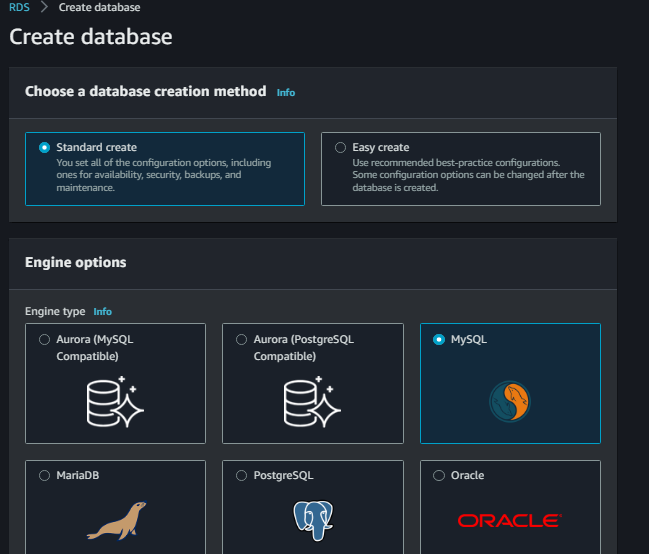 RDS > Create database
Create database
Choose a database creation method Info
Standard create
You set all of the configuration options, including
ones for availability, security, backups, and
maintenance.
Easy create
Use recommended best-practice configurations.
Some configuration options can be changed after the
database is created.
Engine options
Engine type Info
Aurora (MySQL
Compatible)
Aurora (PostgreSQL
Compatible)
MySQL
MariaDB
PostgreSQL
Oracle
ORACLE